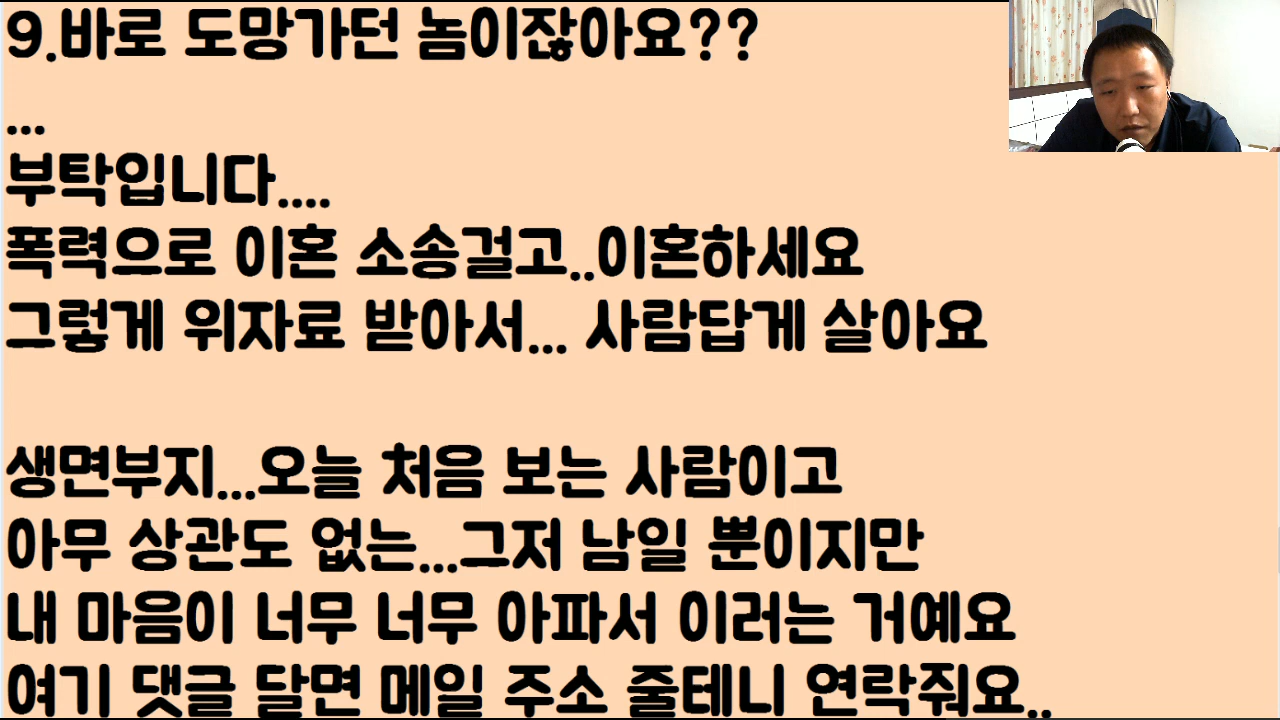 9.바로 도망가던 놈이잖아요??
...
부탁입니다....
폭력으로 이혼 소송걸고..이혼하세요
그렇게 위자료 받아서... 사람답게 살아요
생면부지...오늘 처음 보는 사람이고
아무 상관도 없는...그저 남일 뿐이지만
내 마음이 너무 너무 아파서 이러는 거예요
여기 댓글 달면 메일 주소 줄테니 연락줘요..